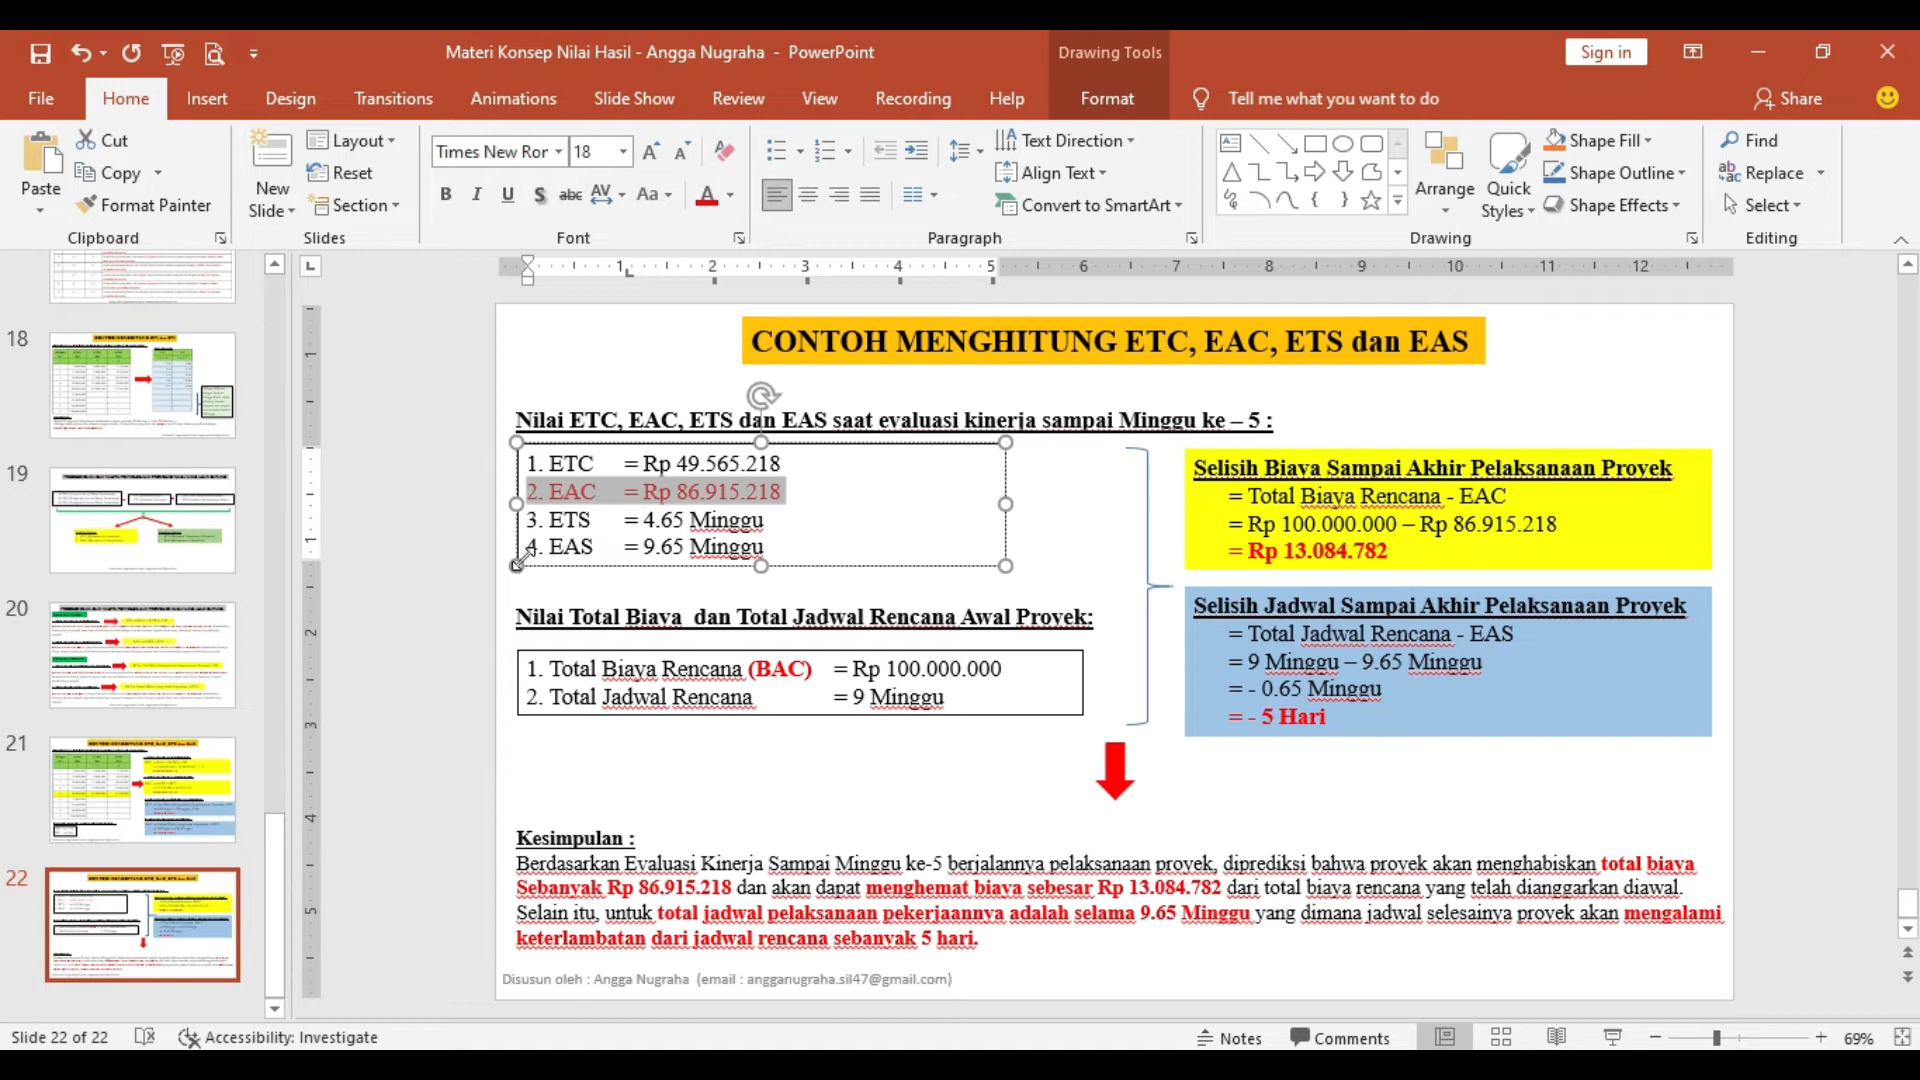 Materi Konsep Nilai Hasil - Angga Nugraha - PowerPoint
Drawing Tools
Sign in
File
Home
Insert
Design
Transitions
Animations
Slide Show
Review
View
Recording
Help
Format
Tell me what you want to do
Share
Paste
Cut
Copy
Format Painter
Clipboard
New Slide
Layout
Reset
Section
Slides
Times New Ror
18
Font
Text Direction
Align Text
Convert to SmartArt
Paragraph
Arrange
Quick Styles
Shape Fill
Shape Outline
Shape Effects
Drawing
Find
Replace
Select
Editing
18
19
20
21
22
CONTOH MENGHITUNG ETC, EAC, ETS dan EAS
Nilai ETC, EAC, ETS dan EAS saat evaluasi kinerja sampai Minggu ke – 5 :
1. ETC = Rp 49.565.218
2. EAC = Rp 86.915.218
3. ETS = 4.65 Minggu
4. EAS = 9.65 Minggu
Nilai Total Biaya dan Total Jadwal Rencana Awal Proyek:
1. Total Biaya Rencana (BAC) = Rp 100.000.000
2. Total Jadwal Rencana = 9 Minggu
Selisih Biaya Sampai Akhir Pelaksanaan Proyek
= Total Biaya Rencana - EAC
= Rp 100.000.000 – Rp 86.915.218
= Rp 13.084.782
Selisih Jadwal Sampai Akhir Pelaksanaan Proyek
= Total Jadwal Rencana - EAS
= 9 Minggu – 9.65 Minggu
= - 0.65 Minggu
= - 5 Hari
Kesimpulan :
Berdasarkan Evaluasi Kinerja Sampai Minggu ke-5 berjalannya pelaksanaan proyek, diprediksi bahwa proyek akan menghabiskan total biaya
Sebanyak Rp 86.915.218 dan akan dapat menghemat biaya sebesar Rp 13.084.782 dari total biaya rencana yang telah dianggarkan diawal.
Selain itu, untuk total jadwal pelaksanaan pekerjaannya adalah selama 9.65 Minggu yang dimana jadwal selesainya proyek akan mengalami
keterlambatan dari jadwal rencana sebanyak 5 hari.
Disusun oleh : Angga Nugraha (email : angganugraha.sil47@gmail.com)
Slide 22 of 22
Accessibility: Investigate
Notes
Comments
69%